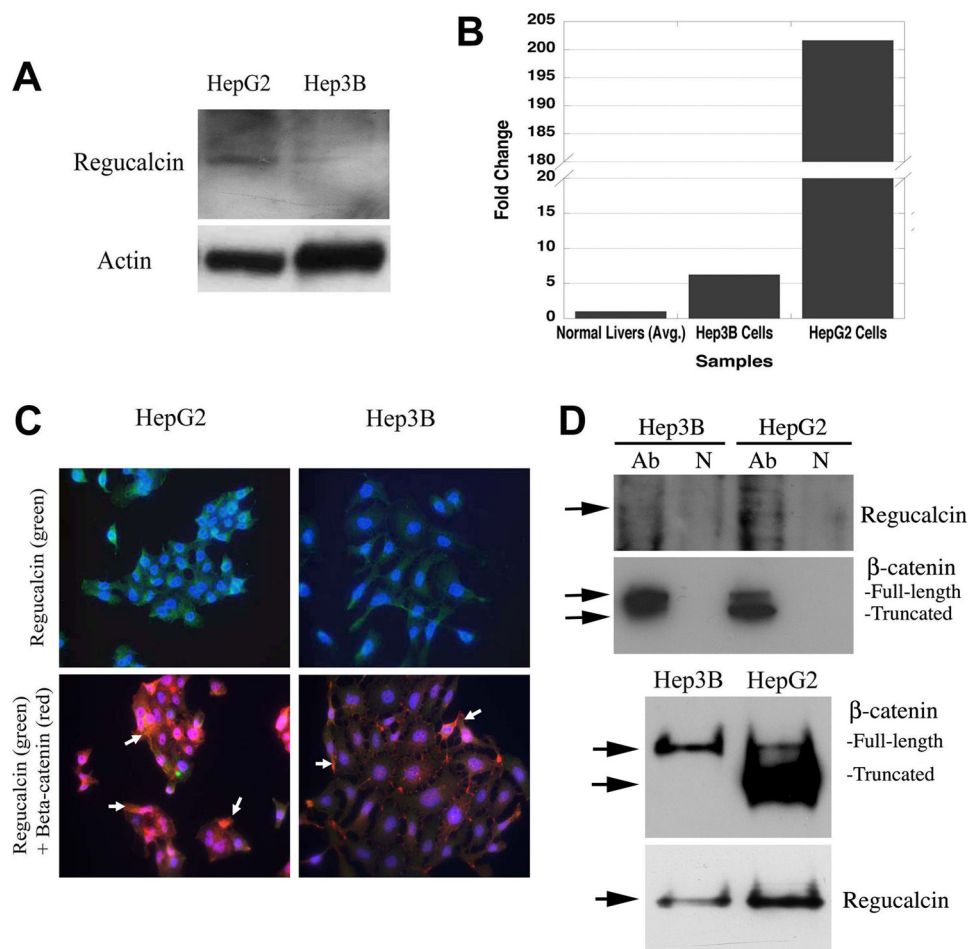 A
HepG2 Hep3B
Regucalcin
Actin
B
Fold Change
205
200
195
190
185
180
20
15
10
5
0
Normal Livers (Avg.) Hep3B Cells HepG2 Cells
Samples
C
HepG2 Hep3B
Regucalcin (green)
Regucalcin (green)
+ Beta-catenin (red)
D
Hep3B HepG2
Ab N Ab N
Regucalcin
β-catenin
-Full-length
-Truncated
Hep3B HepG2
β-catenin
-Full-length
-Truncated
Regucalcin